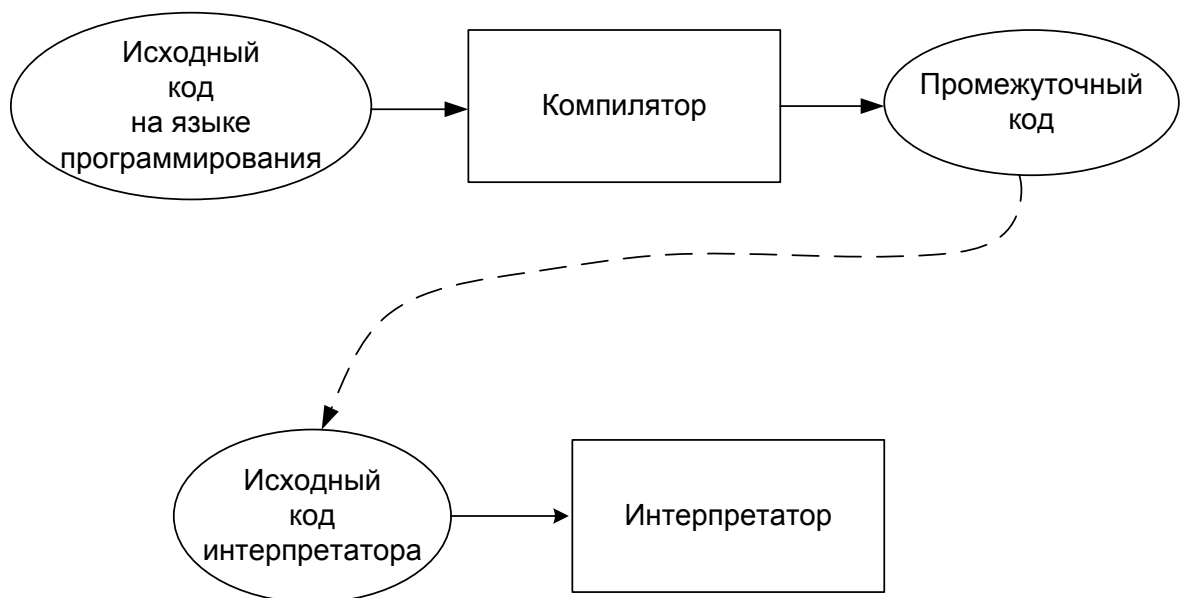 Исходный
код
на языке
программирования
Компилятор
Промежуточный
код
Исходный
код
интерпретатора
Интерпретатор